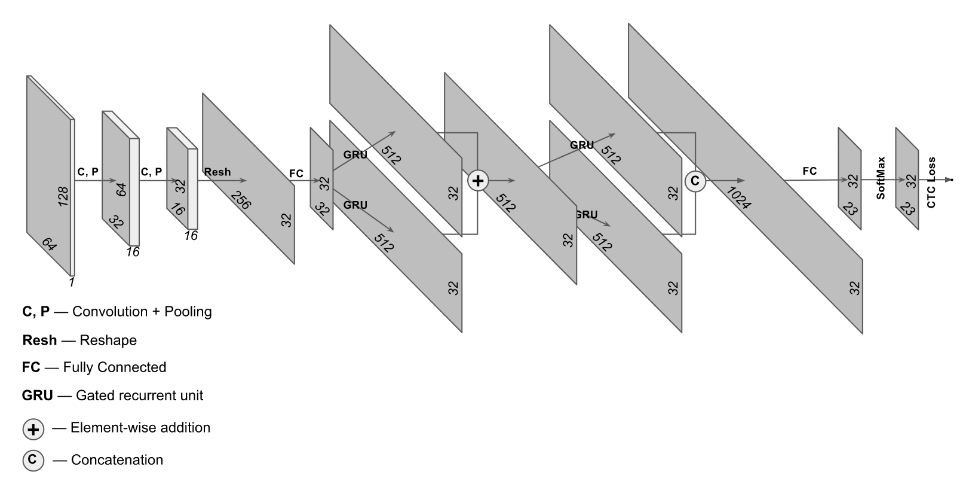 128
64
1
C, P
64
32
16
C, P
32
16
16
Resh
256
32
FC
32
32
GRU
512
32
GRU
512
32
+
512
32
GRU
512
32
GRU
512
32
C
1024
32
FC
32
23
SoftMax
32
23
CTC Loss
C, P — Convolution + Pooling
Resh — Reshape
FC — Fully Connected
GRU — Gated recurrent unit
+ — Element-wise addition
C — Concatenation